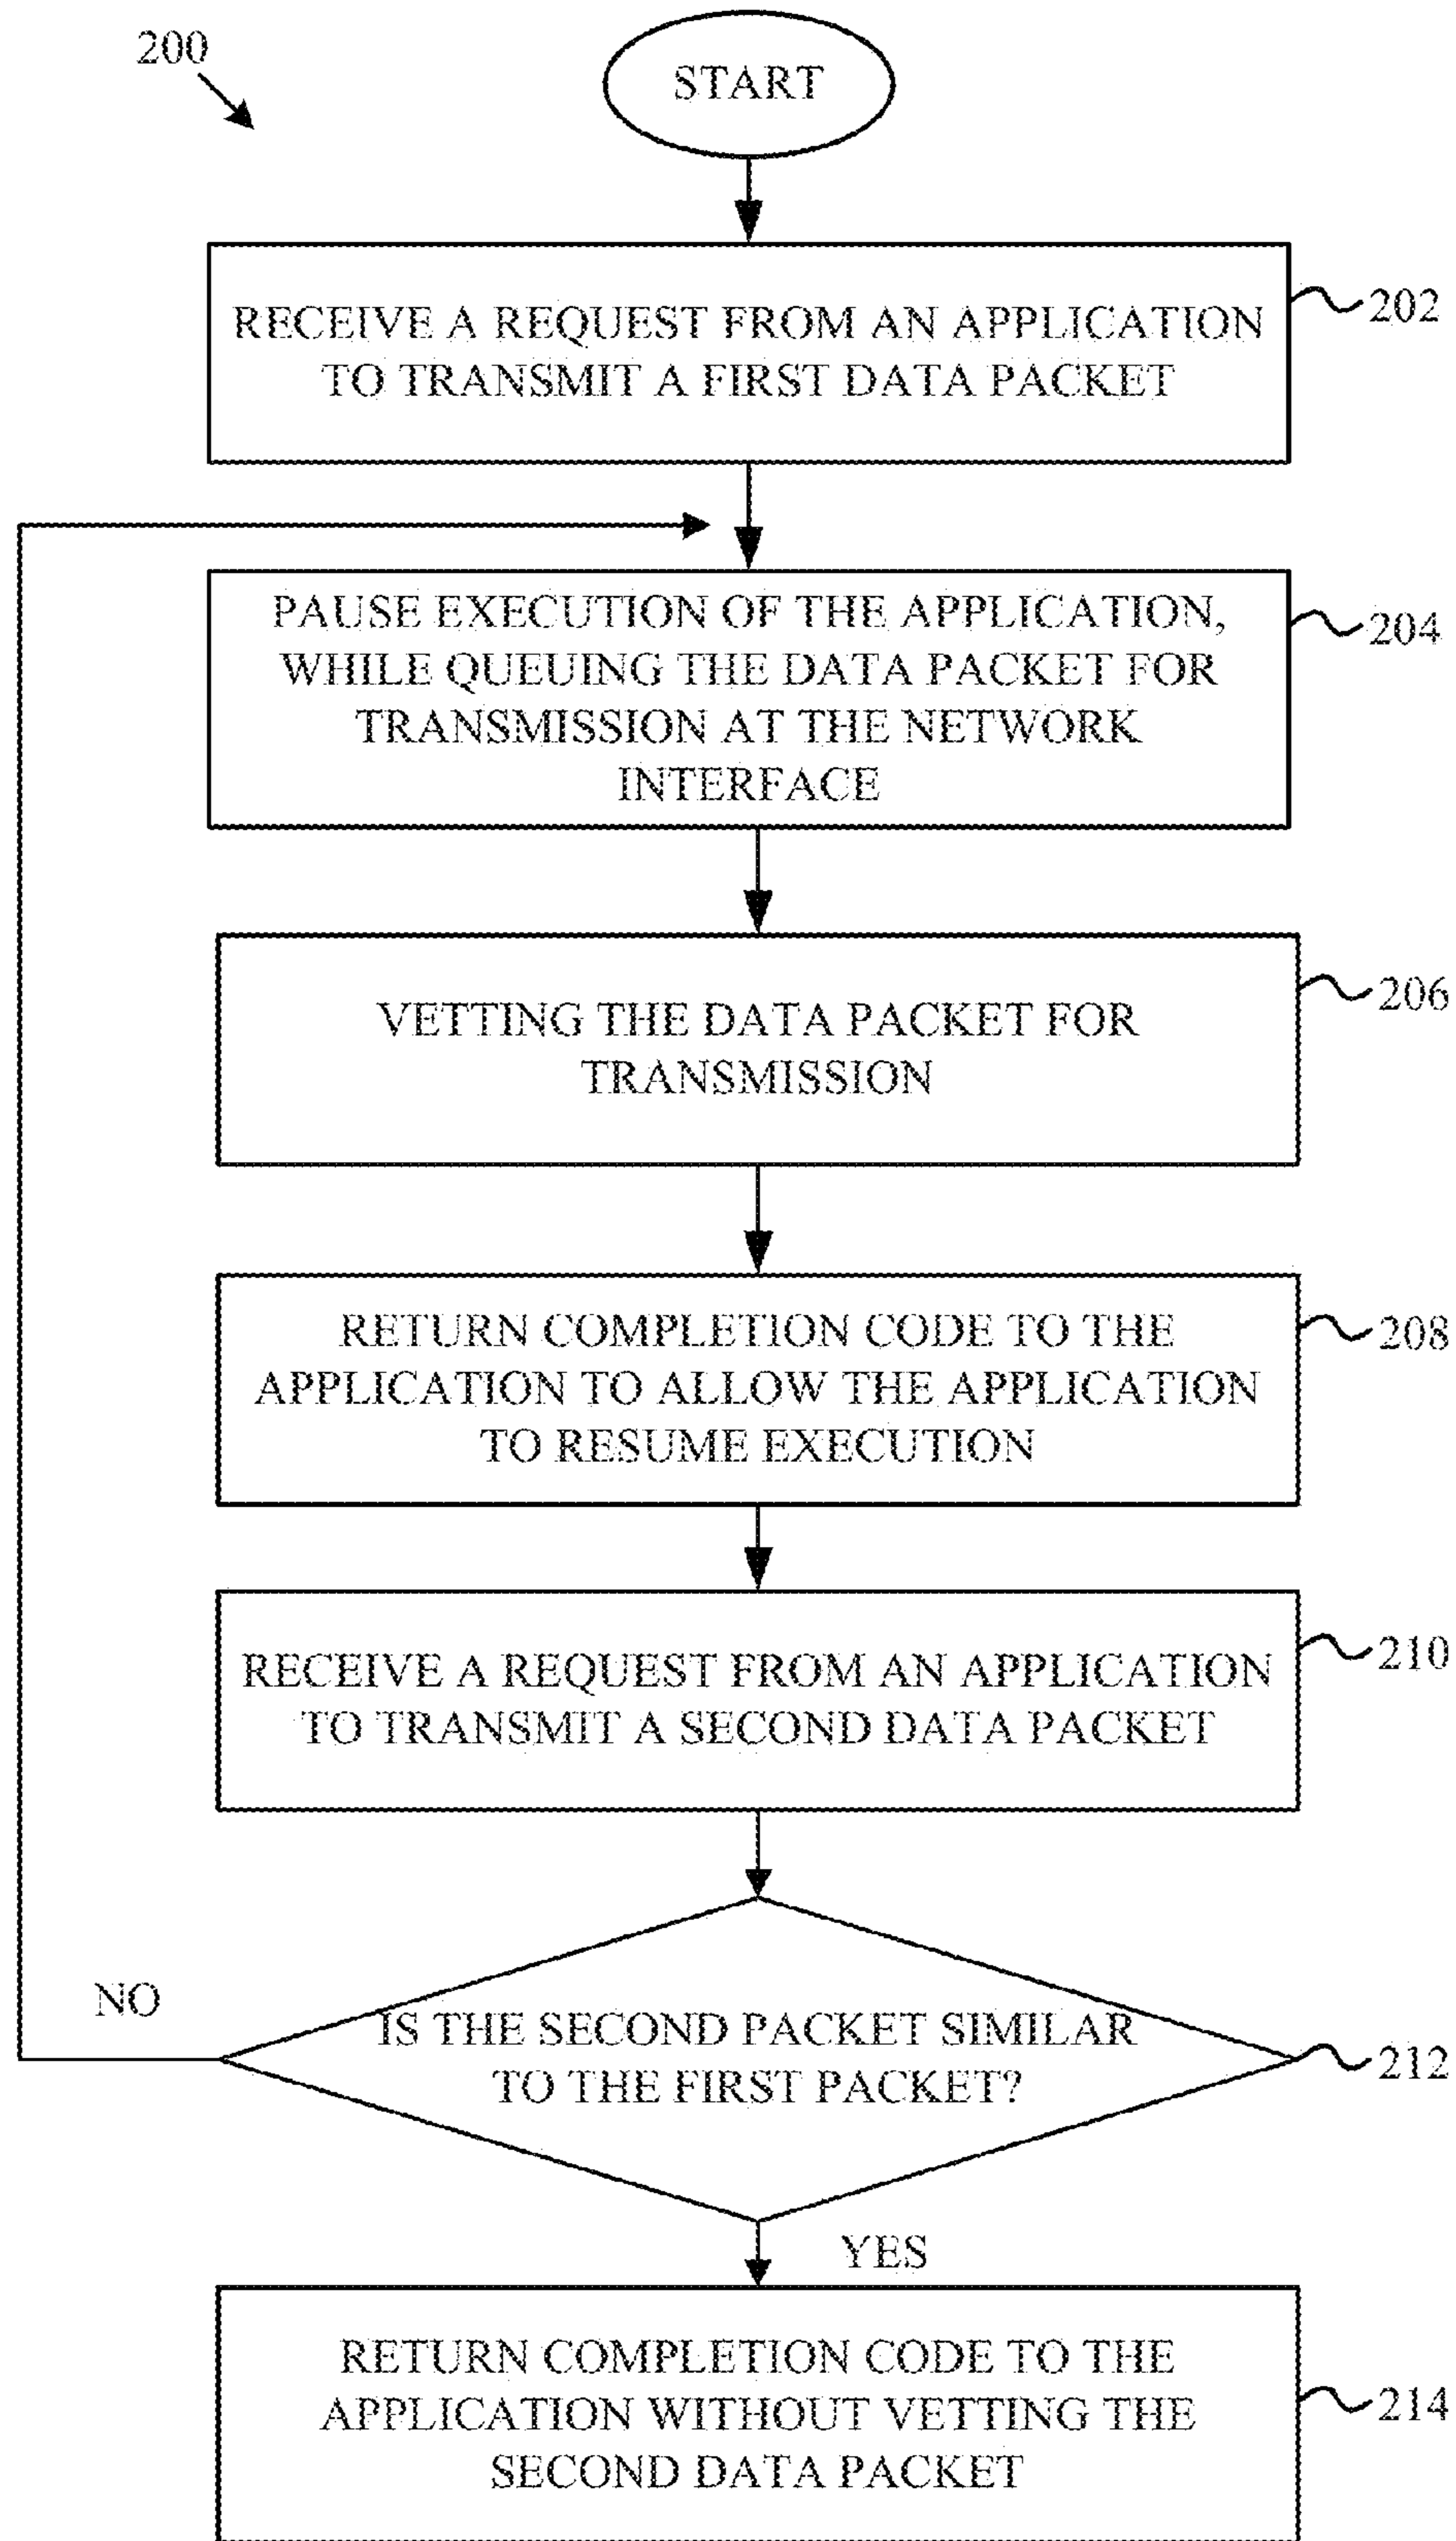 200
START
RECEIVE A REQUEST FROM AN APPLICATION
TO TRANSMIT A FIRST DATA PACKET
202
PAUSE EXECUTION OF THE APPLICATION,
WHILE QUEUING THE DATA PACKET FOR
TRANSMISSION AT THE NETWORK
INTERFACE
204
VETTING THE DATA PACKET FOR
TRANSMISSION
206
RETURN COMPLETION CODE TO THE
APPLICATION TO ALLOW THE APPLICATION
TO RESUME EXECUTION
208
RECEIVE A REQUEST FROM AN APPLICATION
TO TRANSMIT A SECOND DATA PACKET
210
NO
IS THE SECOND PACKET SIMILAR
TO THE FIRST PACKET?
212
YES
RETURN COMPLETION CODE TO THE
APPLICATION WITHOUT VETTING THE
SECOND DATA PACKET
214